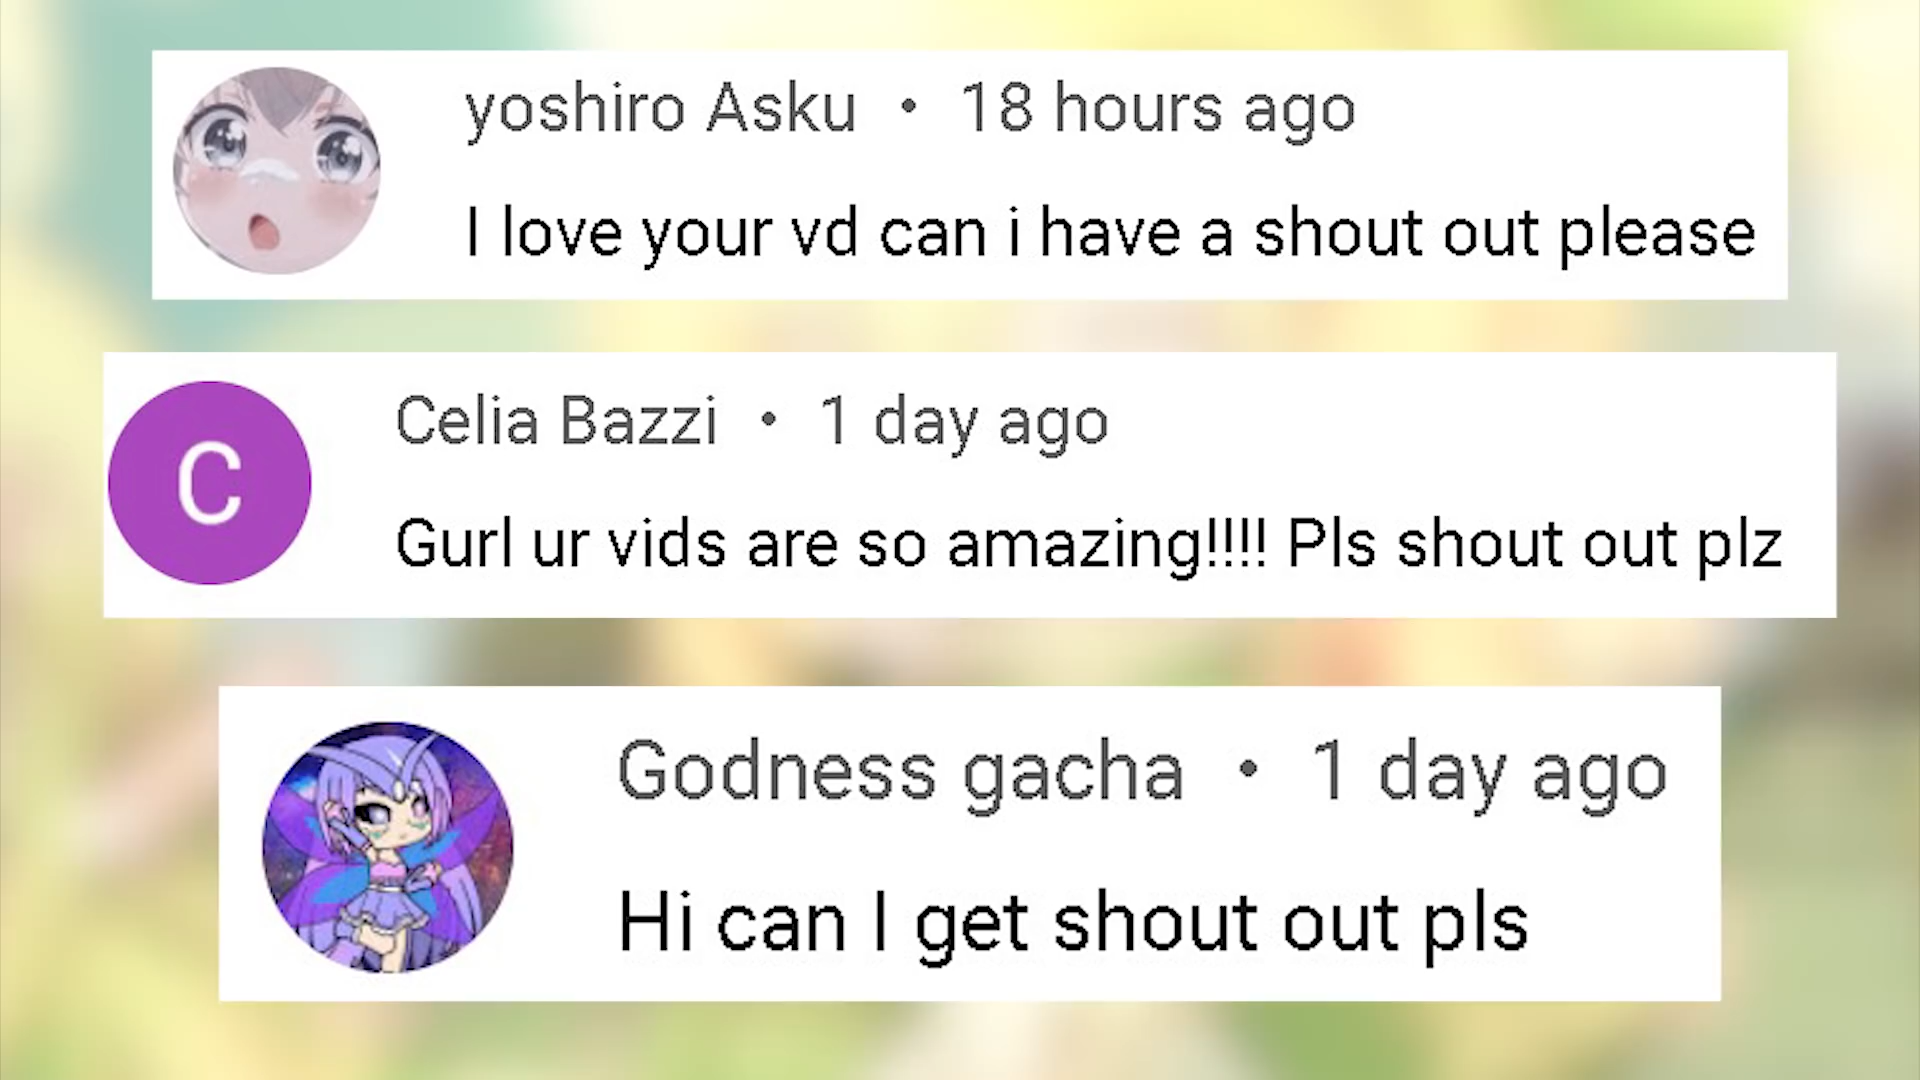 yoshiro Asku • 18 hours ago
I love your vd can i have a shout out please
C
Celia Bazzi • 1 day ago
Gurl ur vids are so amazing!!!! Pls shout out plz
Godness gacha • 1 day ago
Hi can I get shout out pls